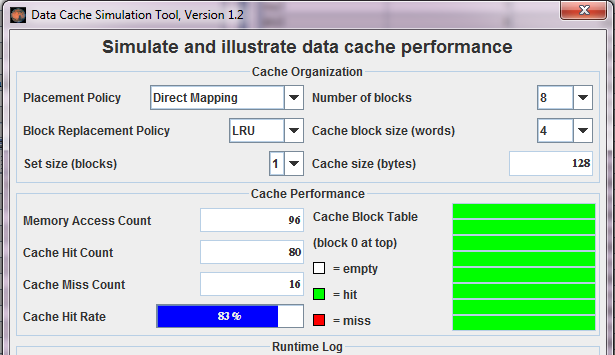 Data Cache Simulation Tool, Version 1.2
Simulate and illustrate data cache performance
Cache Organization
Placement Policy Direct Mapping Number of blocks 8
Block Replacement Policy LRU Cache block size (words) 4
Set size (blocks) 1 Cache size (bytes) 128
Cache Performance
Memory Access Count 96 Cache Block Table
(block 0 at top)
Cache Hit Count 80
= empty
Cache Miss Count 16
= hit
Cache Hit Rate 83%
= miss
Runtime Log